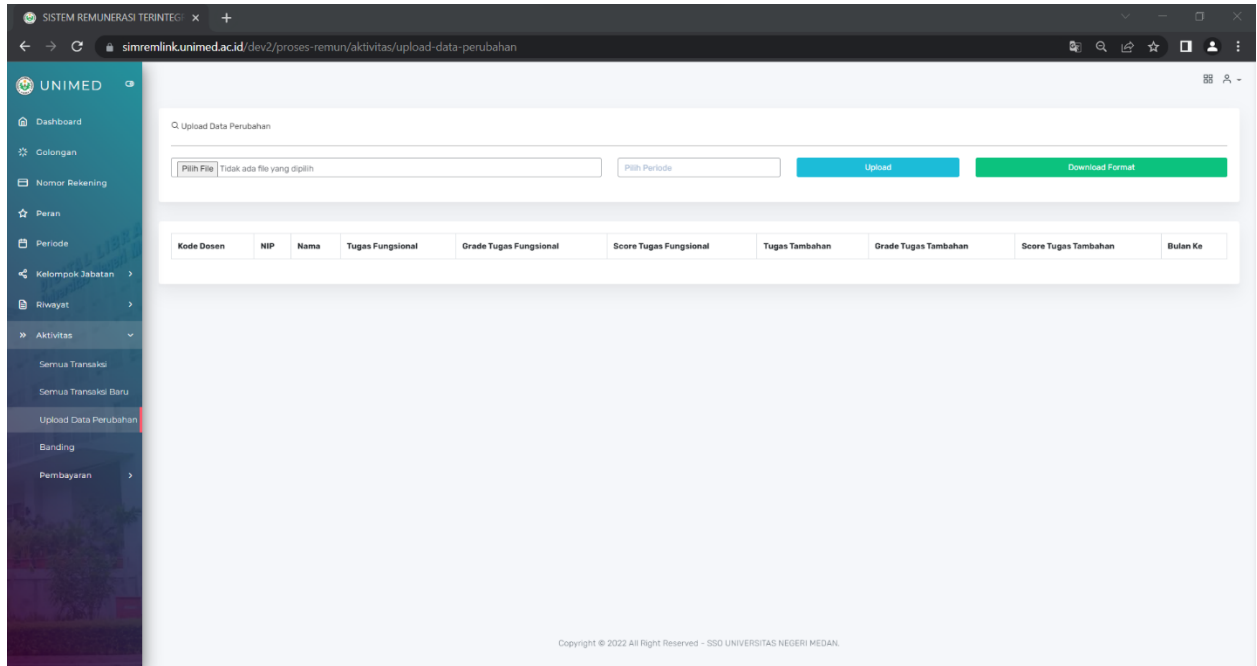 SISTEM REMUNERASI TERINTEG
simremlink.unimed.ac.id/dev2/proses-remun/aktivitas/upload-data-perubahan
UNIMED
Dashboard
Golongan
Nomor Rekening
Peran
Periode
Kelompok Jabatan
Riwayat
Aktivitas
Semua Transaksi
Semua Transaksi Baru
Upload Data Perubahan
Banding
Pembayaran
Upload Data Perubahan
Pilih File Tidak ada file yang dipilih Pilih Periode Upload Download Format
Kode Dosen NIP Nama Tugas Fungsional Grade Tugas Fungsional Score Tugas Fungsional Tugas Tambahan Grade Tugas Tambahan Score Tugas Tambahan Bulan Ke
Copyright © 2022 All Right Reserved - SSO UNIVERSITAS NEGERI MEDAN.